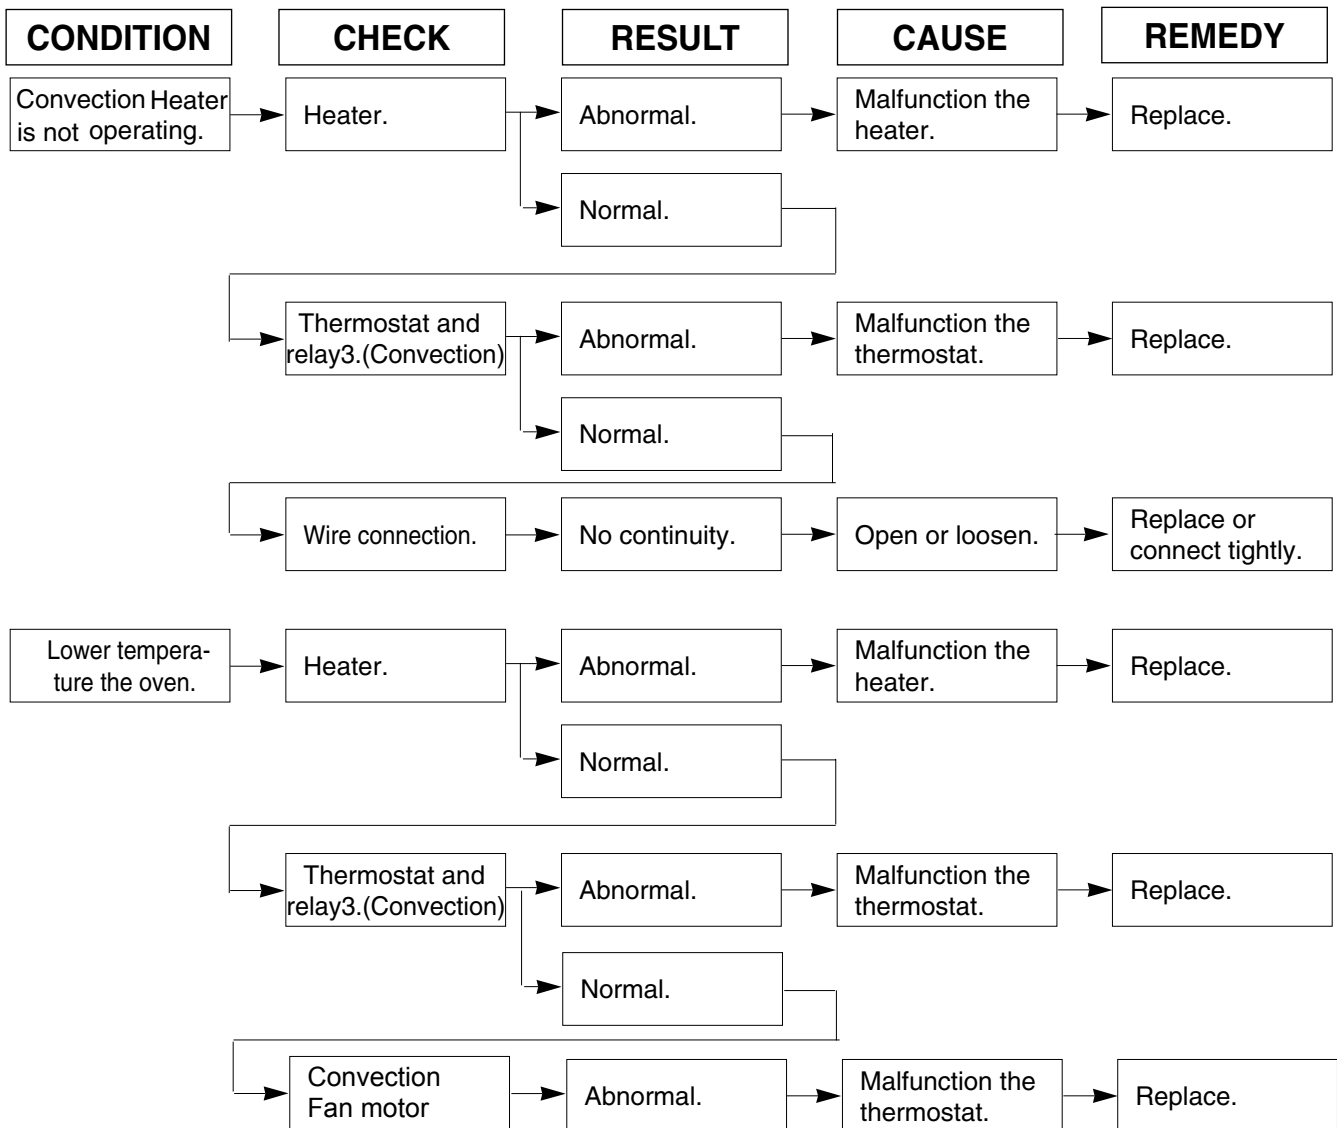 CONDITION CHECK RESULT CAUSE REMEDY
Convection Heater
is not operating.
Heater.
Abnormal.
Malfunction the
heater.
Replace.
Normal.
Thermostat and
relay3.(Convection)
Abnormal.
Malfunction the
thermostat.
Replace.
Normal.
Wire connection.
No continuity.
Open or loosen.
Replace or
connect tightly.
Lower tempera-
ture the oven.
Heater.
Abnormal.
Malfunction the
heater.
Replace.
Normal.
Thermostat and
relay3.(Convection)
Abnormal.
Malfunction the
thermostat.
Replace.
Normal.
Convection
Fan motor
Abnormal.
Malfunction the
thermostat.
Replace.